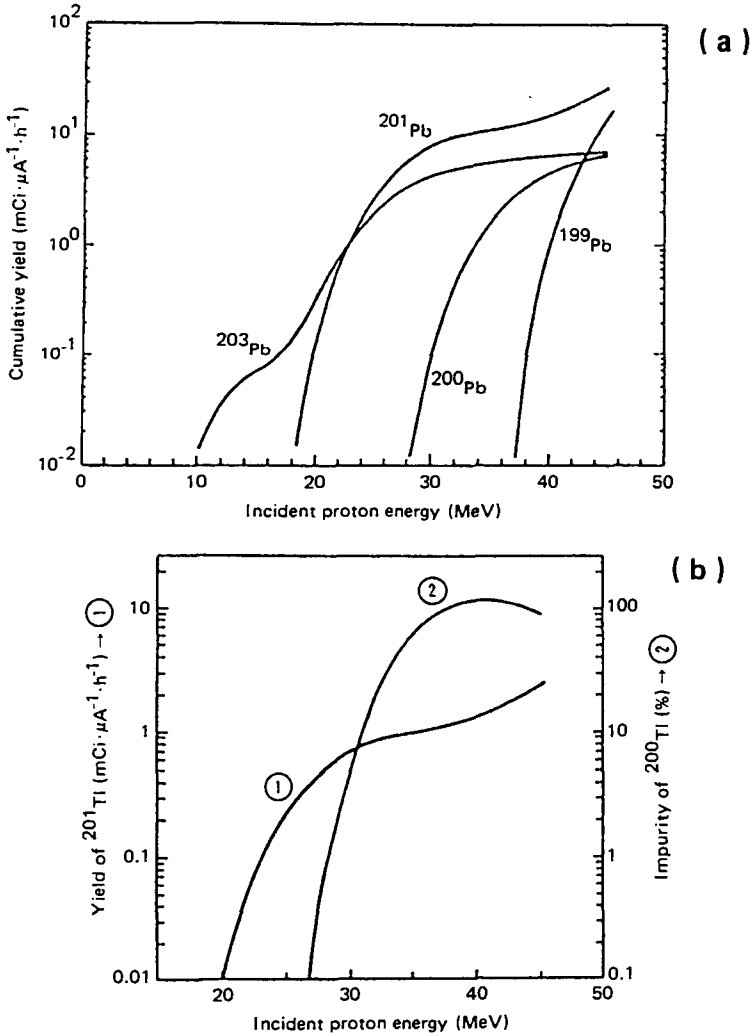 (a)
Cumulative yield (mCi·μA⁻¹·h⁻¹)
10²
10¹
10⁰
10⁻¹
10⁻²
²⁰¹Pb
²⁰³Pb
²⁰⁰Pb
¹⁹⁹Pb
0 10 20 30 40 50
Incident proton energy (MeV)
(b)
Yield of ²⁰¹Tl (mCi·μA⁻¹·h⁻¹) → ①
10
1
0.1
0.01
①
②
100
10
1
0.1
Impurity of ²⁰⁰Tl (%) → ②
20 30 40 50
Incident proton energy (MeV)